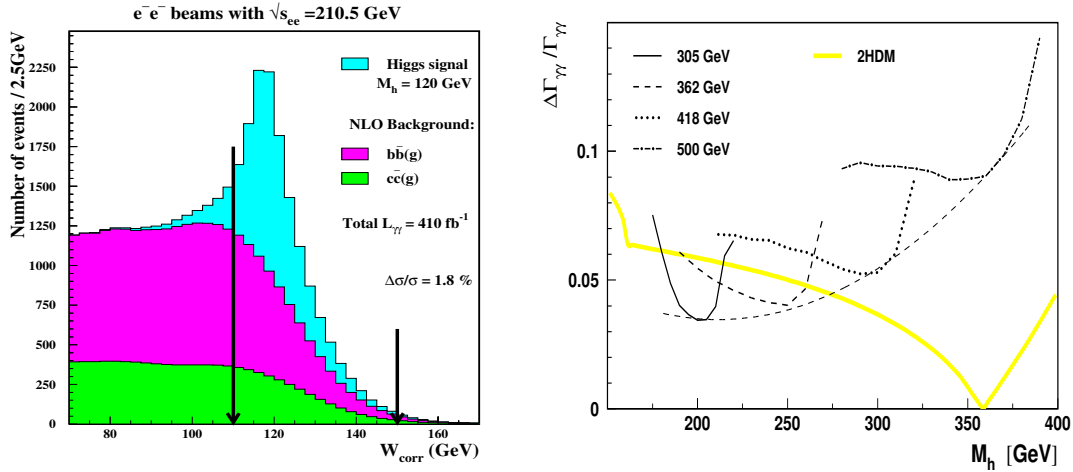 e⁻e⁻ beams with √s_ee=210.5 GeV
Number of events / 2.5GeV
2250
2000
1750
1500
1250
1000
750
500
250
0
80
100
120
140
160
W_corr (GeV)
Higgs signal
M_h = 120 GeV
NLO Background:
bb̄(g)
cc̄(g)
Total L_γγ = 410 fb⁻¹
Δσ/σ = 1.8 %
ΔΓ_γγ/Γ_γγ
0.1
0.05
0
200
250
300
350
400
M_h [GeV]
305 GeV
362 GeV
418 GeV
500 GeV
2HDM